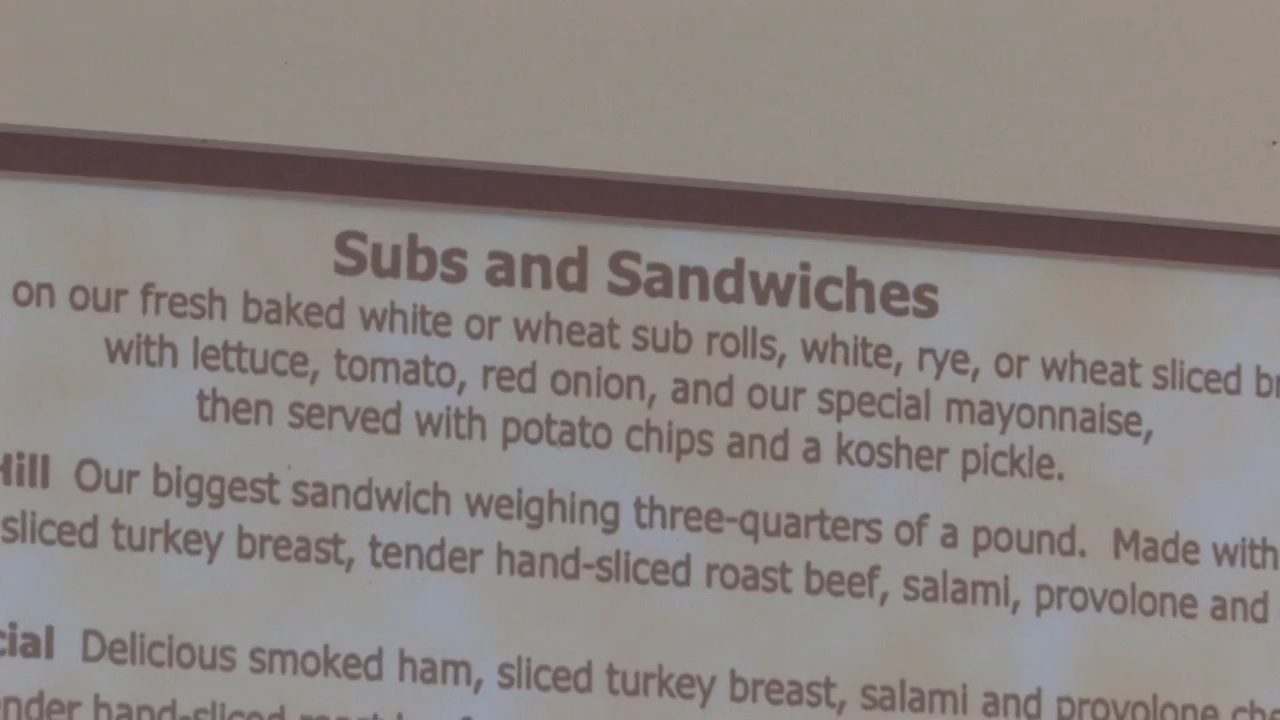 Subs and Sandwiches
on our fresh baked white or wheat sub rolls, white, rye, or wheat sliced
with lettuce, tomato, red onion, and our special mayonnaise,
then served with potato chips and a kosher pickle.
Our biggest sandwich weighing three-quarters of a pound. Made with
sliced turkey breast, tender hand-sliced roast beef, salami, provolone and
Delicious smoked ham, sliced turkey breast, salami and provolone
hand-sliced roast